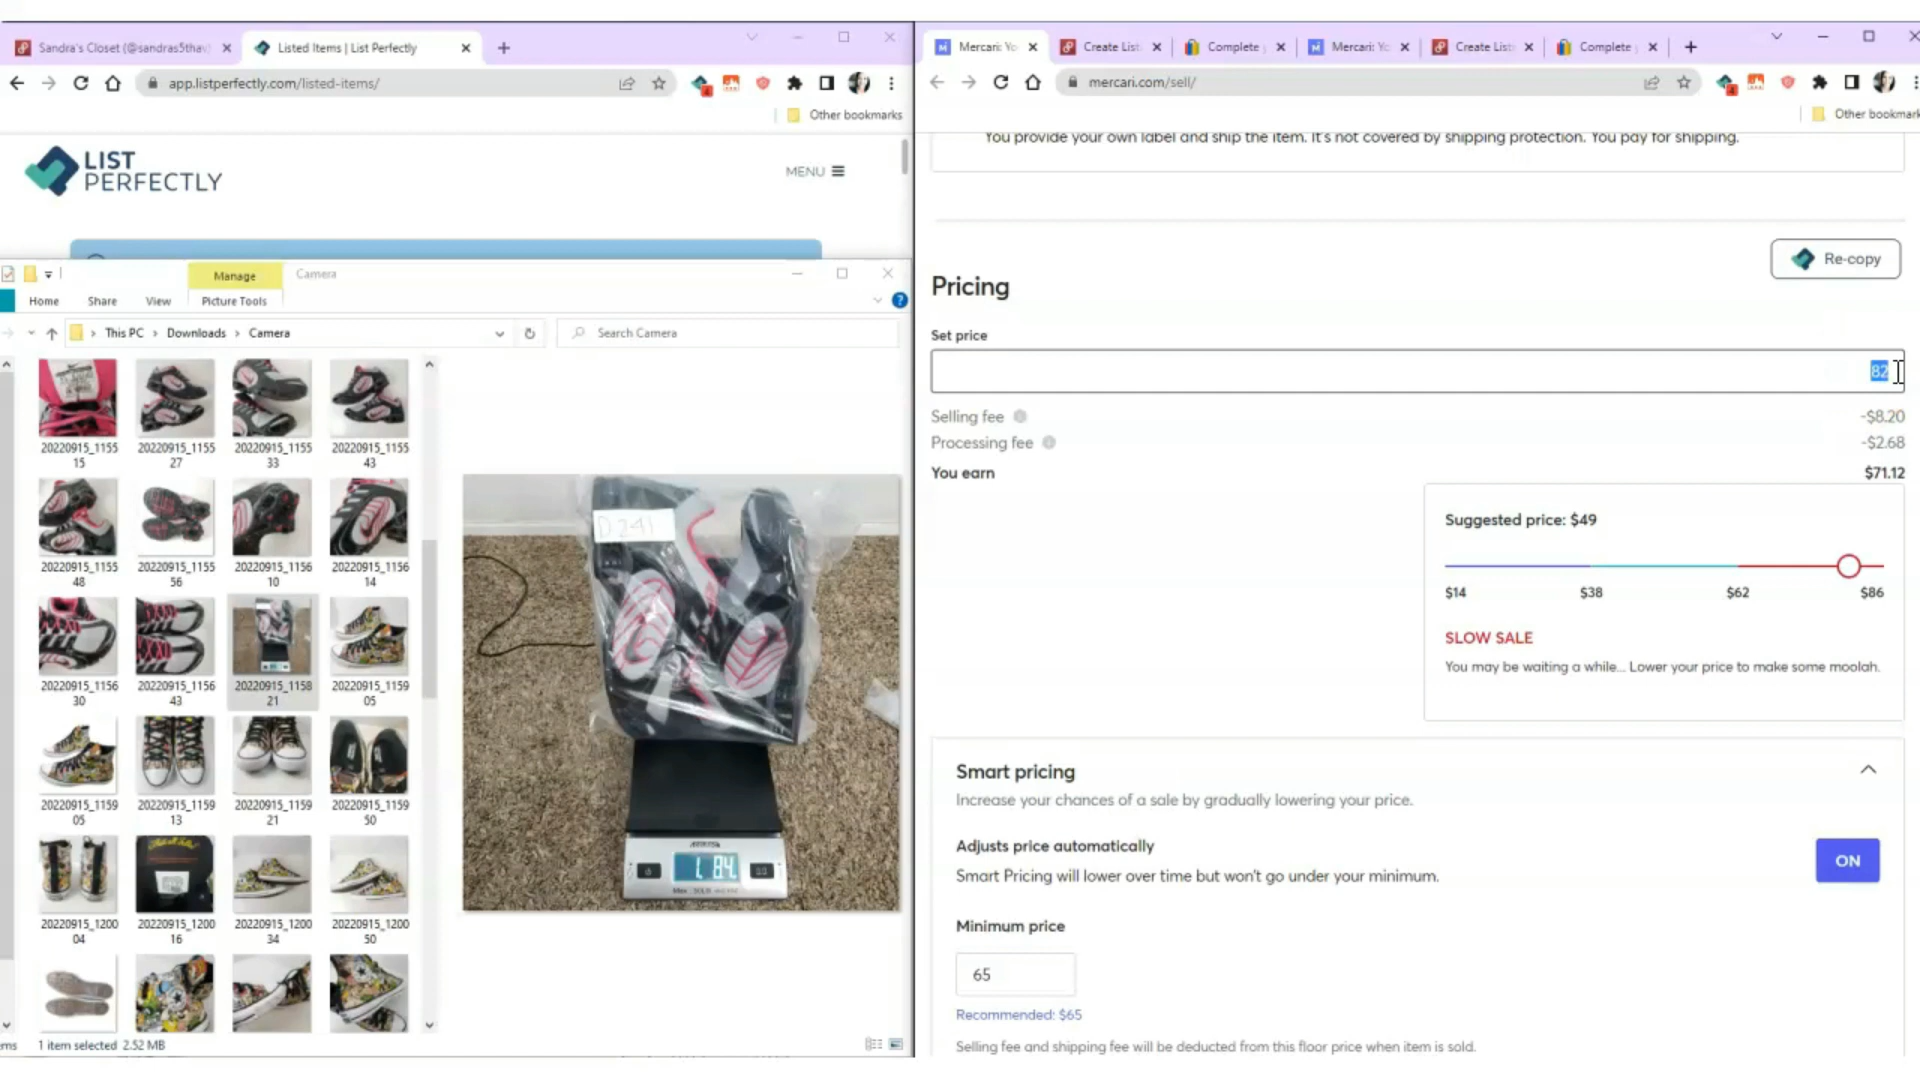 Sandra's Closet (@sandras5thav
Listed Items | List Perfectly
app.listperfectly.com/listed-items/
Other bookmarks
LIST
PERFECTLY
MENU
Manage
Camera
Home
Share
View
Picture Tools
This PC
Downloads
Camera
Search Camera
20220915_1155
15
20220915_1155
27
20220915_1155
33
20220915_1155
43
20220915_1155
48
20220915_1155
56
20220915_1156
10
20220915_1156
14
20220915_1156
30
20220915_1156
43
20220915_1158
21
20220915_1159
05
20220915_1159
05
20220915_1159
13
20220915_1159
21
20220915_1159
50
20220915_1200
04
20220915_1200
16
20220915_1200
34
20220915_1200
50
D241
1. 8.4
ms
1 item selected 2.52 MB
Mercari: Yo
Create List
Complete
Mercari: Yo
Create List
Complete
mercari.com/sell/
Other bookmark
You provide your own label and ship the item. It's not covered by shipping protection. You pay for shipping.
Re-copy
Pricing
Set price
82
Selling fee
-$8.20
Processing fee
-$2.68
You earn
$71.12
Suggested price: $49
$14
$38
$62
$86
SLOW SALE
You may be waiting a while... Lower your price to make some moolah.
Smart pricing
Increase your chances of a sale by gradually lowering your price.
Adjusts price automatically
ON
Smart Pricing will lower over time but won't go under your minimum.
Minimum price
65
Recommended: $65
Selling fee and shipping fee will be deducted from this floor price when item is sold.